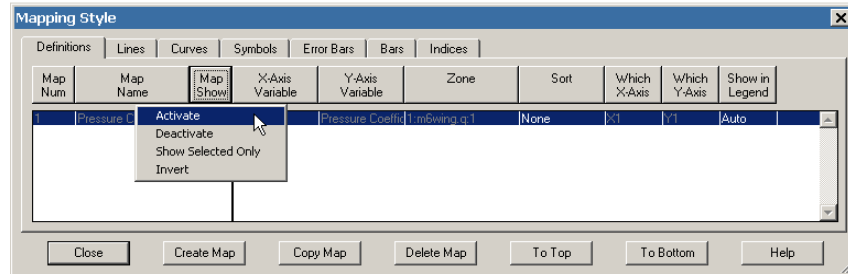 Mapping Style
Definitions Lines Curves Symbols Error Bars Bars Indices
Map Num Map Name Map Show X-Axis Variable Y-Axis Variable Zone Sort Which X-Axis Which Y-Axis Show in Legend
1 Pressure C Pressure Coeffic 1:m6wing.q:1 None X1 Y1 Auto
Activate
Deactivate
Show Selected Only
Invert
Close Create Map Copy Map Delete Map To Top To Bottom Help